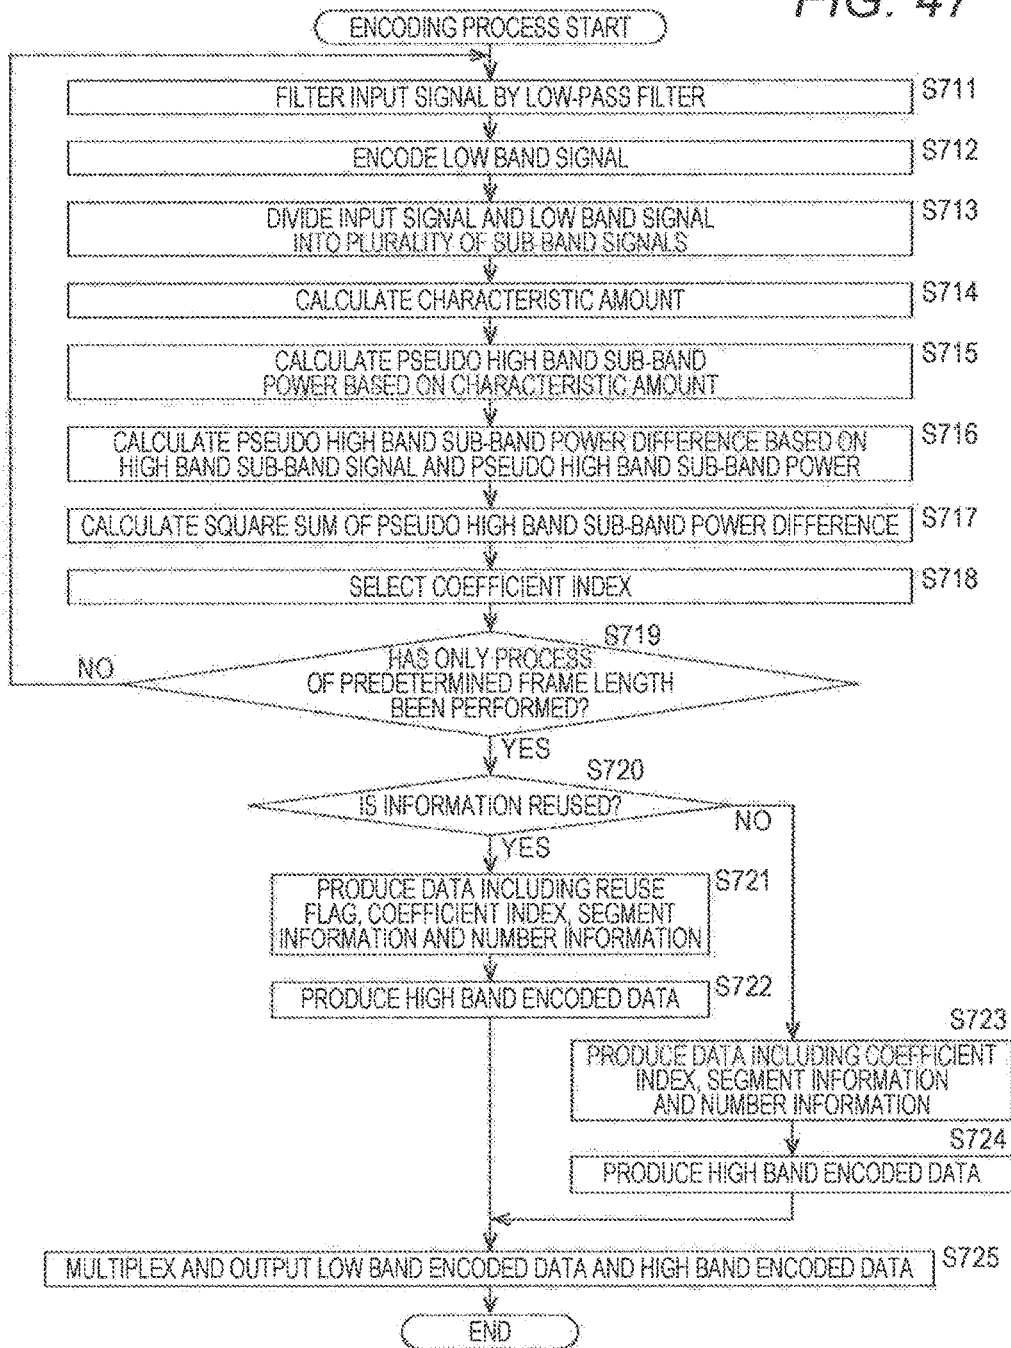 FIG. 47
ENCODING PROCESS START
FILTER INPUT SIGNAL BY LOW-PASS FILTER
S711
ENCODE LOW BAND SIGNAL
S712
DIVIDE INPUT SIGNAL AND LOW BAND SIGNAL
INTO PLURALITY OF SUB-BAND SIGNALS
S713
CALCULATE CHARACTERISTIC AMOUNT
S714
CALCULATE PSEUDO HIGH BAND SUB-BAND
POWER BASED ON CHARACTERISTIC AMOUNT
S715
CALCULATE PSEUDO HIGH BAND SUB-BAND POWER DIFFERENCE BASED ON
HIGH BAND SUB-BAND SIGNAL AND PSEUDO HIGH BAND SUB-BAND POWER
S716
CALCULATE SQUARE SUM OF PSEUDO HIGH BAND SUB-BAND POWER DIFFERENCE
S717
SELECT COEFFICIENT INDEX
S718
S719
HAS ONLY PROCESS
OF PREDETERMINED FRAME LENGTH
BEEN PERFORMED?
NO
YES
S720
IS INFORMATION REUSED?
NO
YES
S721
PRODUCE DATA INCLUDING REUSE
FLAG, COEFFICIENT INDEX, SEGMENT
INFORMATION AND NUMBER INFORMATION
S722
PRODUCE HIGH BAND ENCODED DATA
S723
PRODUCE DATA INCLUDING COEFFICIENT
INDEX, SEGMENT INFORMATION
AND NUMBER INFORMATION
S724
PRODUCE HIGH BAND ENCODED DATA
MULTIPLEX AND OUTPUT LOW BAND ENCODED DATA AND HIGH BAND ENCODED DATA
S725
END